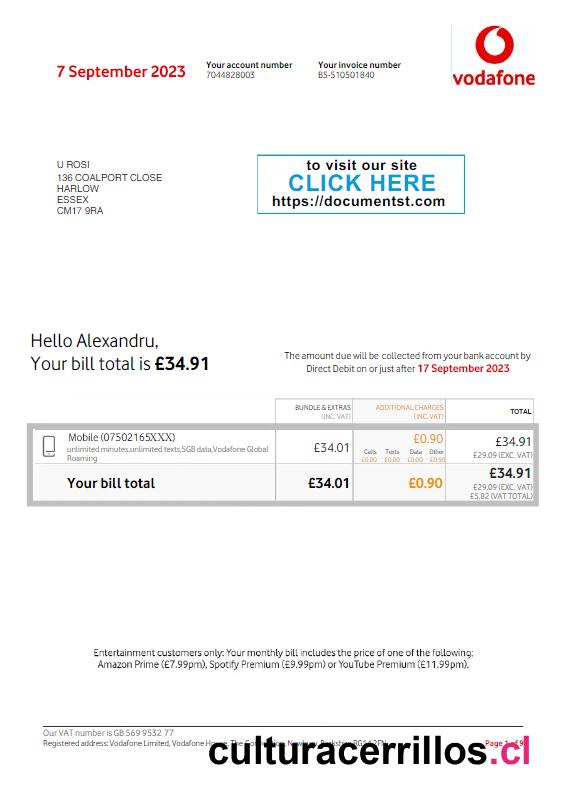 7 September 2023
Your account number
7044828003
Your invoice number
B5-510501840
vodafone
U ROSI
136 COALPORT CLOSE
HARLOW
ESSEX
CM17 9RA
to visit our site
CLICK HERE
https://documentst.com
Hello Alexandru,
Your bill total is £34.91
The amount due will be collected from your bank account by
Direct Debit on or just after 17 September 2023
BUNDLE & EXTRAS
(INC. VAT)
ADDITIONAL CHARGES
(INC. VAT)
TOTAL
Mobile (07502165XXX)
unlimited minutes,unlimited texts,5GB data,Vodafone Global
Roaming
£34.01
£0.90
Calls Texts Data Other
£0.00 £0.00 £0.00 £0.90
£34.91
£29.09 (EXC. VAT)
Your bill total
£34.01
£0.90
£34.91
£29.09 (EXC. VAT)
£5.82 (VAT TOTAL)
Entertainment customers only: Your monthly bill includes the price of one of the following:
Amazon Prime (£7.99pm), Spotify Premium (£9.99pm) or YouTube Premium (£11.99pm).
Our VAT number is GB 569 9532 77
Registered address: Vodafone Limited, Vodafone
Page 1 of
culturacerrillos.cl